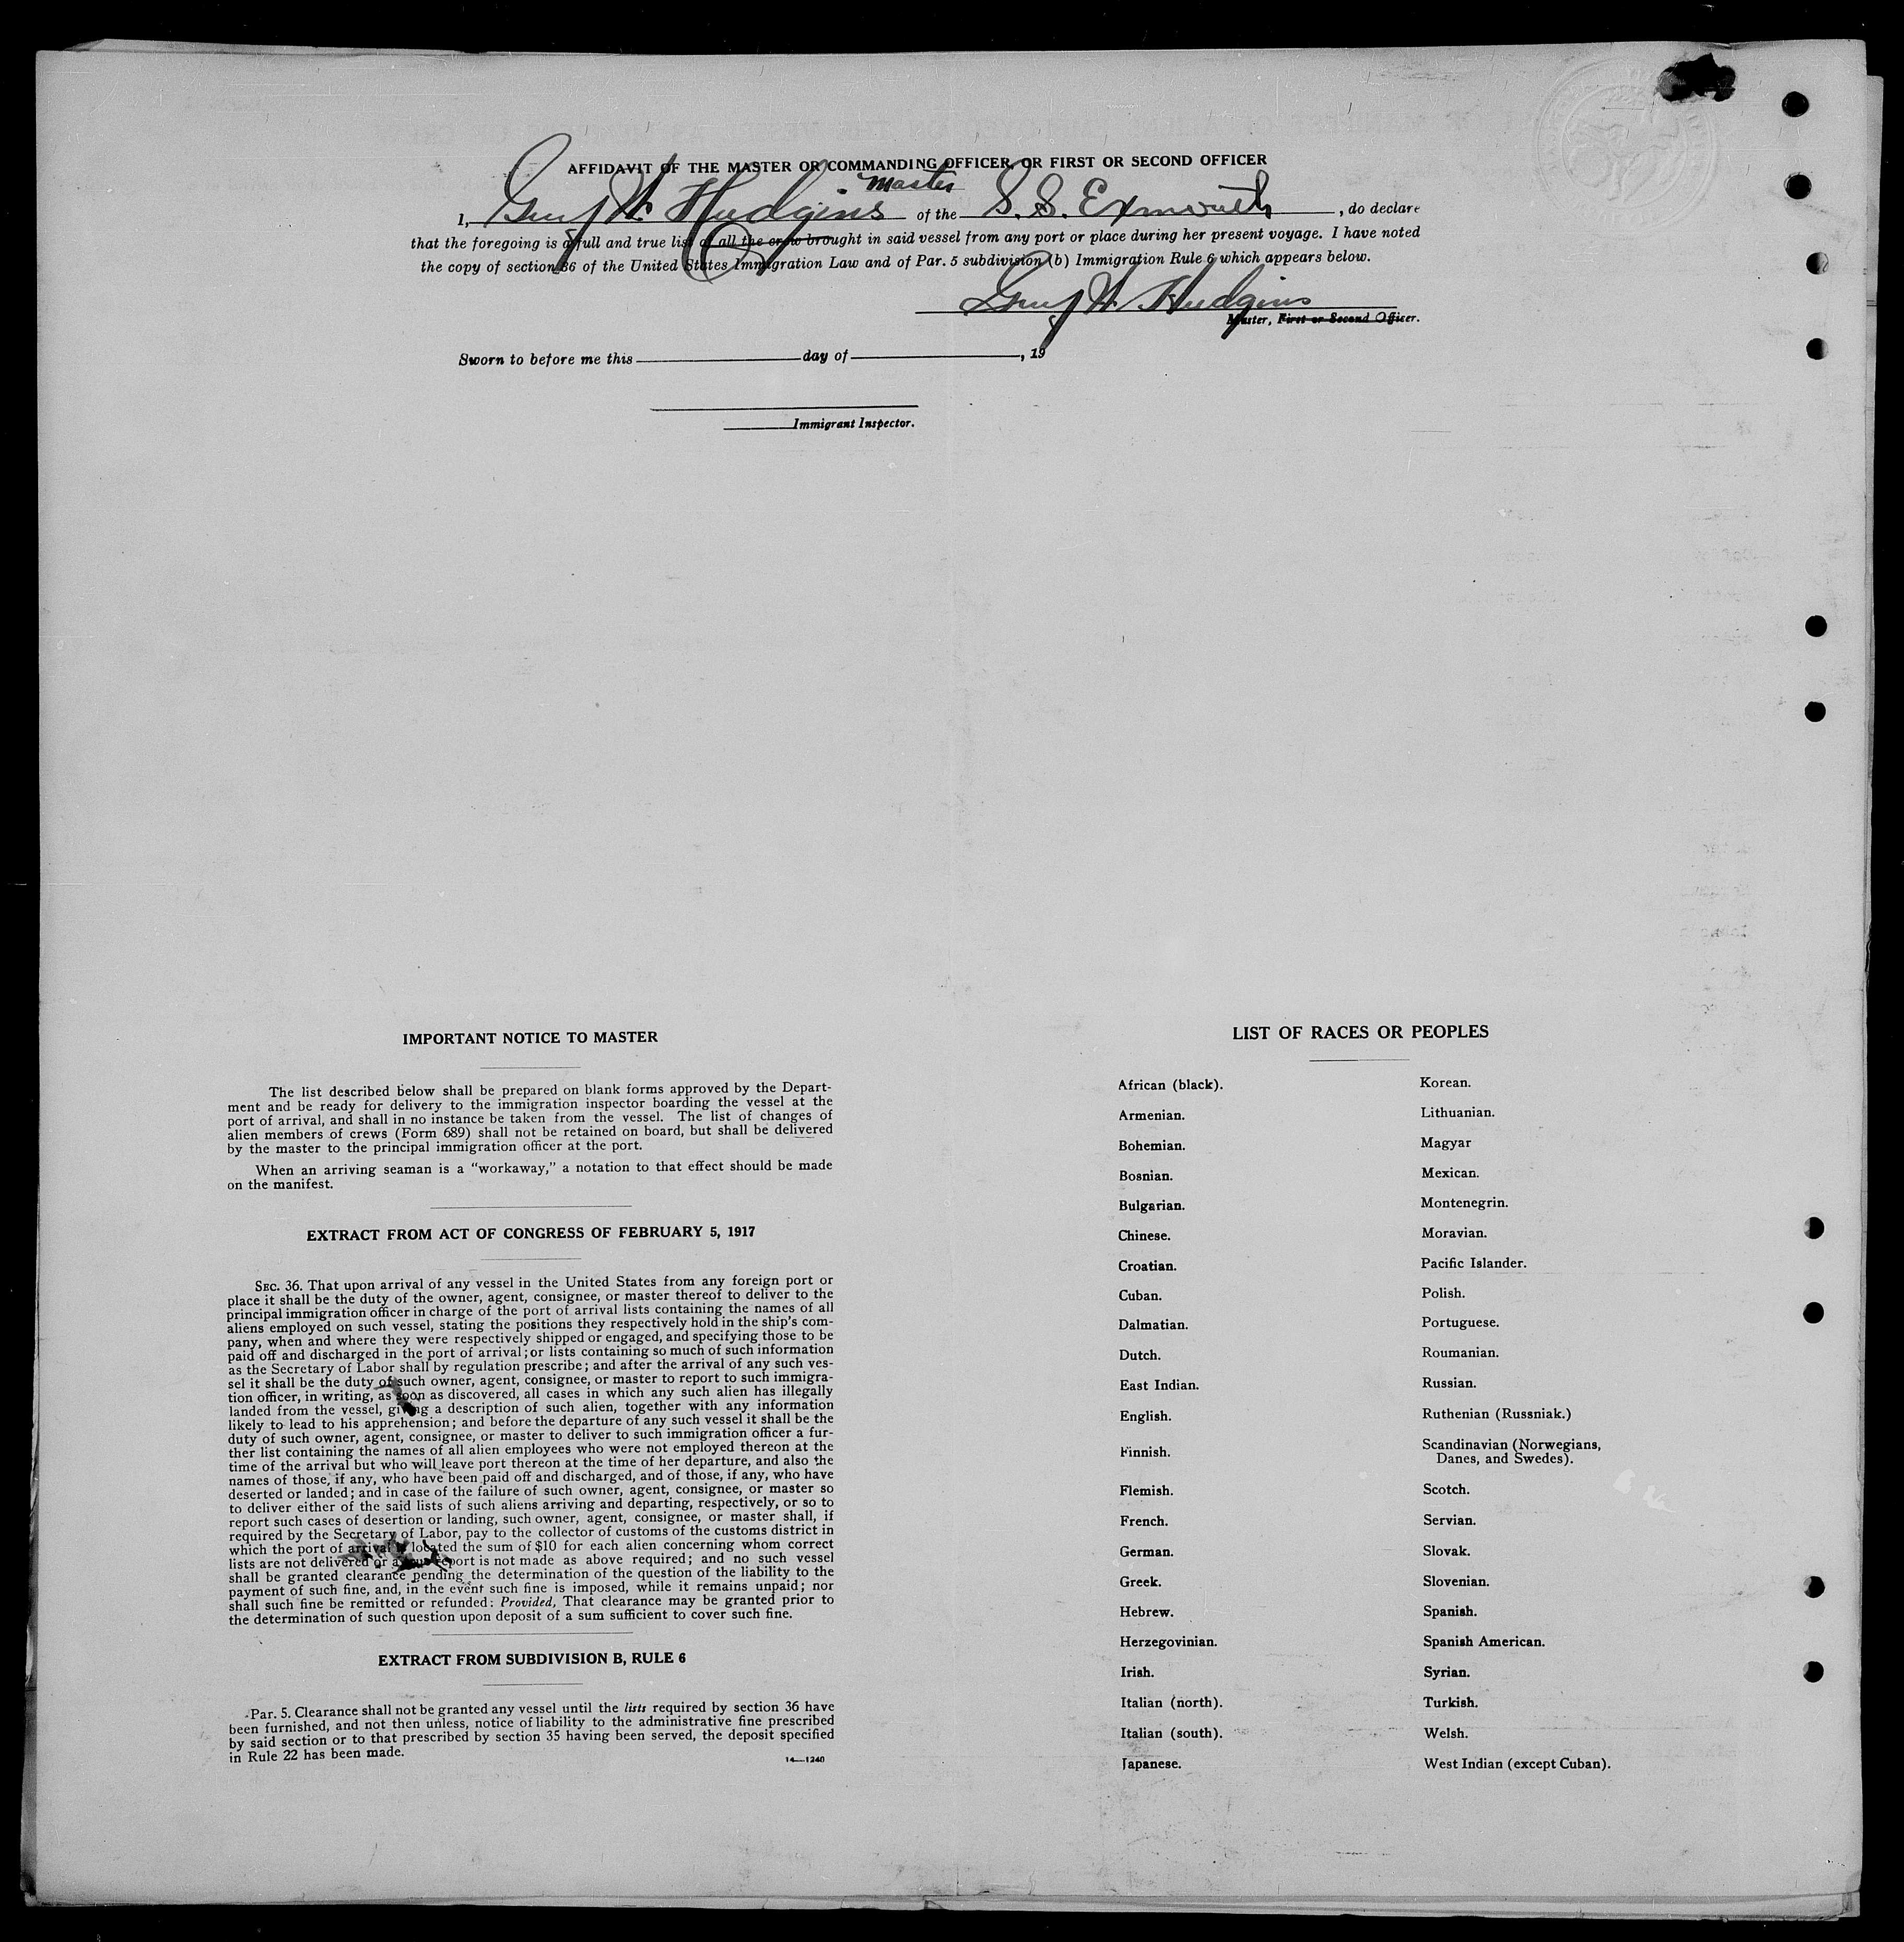 AFFIDAVIT OF THE MASTER OR COMMANDING OFFICER, OR FIRST OR SECOND OFFICER
Master
I, W. Hudgins of the S.S. Exmouth, do declare
that the foregoing is a full and true list of all the crew brought in said vessel from any port or place during her present voyage. I have noted
the copy of section 36 of the United States Immigration Law and of Par. 5 subdivision (b) Immigration Rule 6 which appears below.
W. Hudgins
Master, First or Second Officer.
Sworn to before me this day of , 19
Immigrant Inspector.
IMPORTANT NOTICE TO MASTER
The list described below shall be prepared on blank forms approved by the Depart-
ment and be ready for delivery to the immigration inspector boarding the vessel at the
port of arrival, and shall in no instance be taken from the vessel. The list of changes of
alien members of crews (Form 689) shall not be retained on board, but shall be delivered
by the master to the principal immigration officer at the port.
When an arriving seaman is a "workaway," a notation to that effect should be made
on the manifest.
EXTRACT FROM ACT OF CONGRESS OF FEBRUARY 5, 1917
SEC. 36. That upon arrival of any vessel in the United States from any foreign port or
place it shall be the duty of the owner, agent, consignee, or master thereof to deliver to the
principal immigration officer in charge of the port of arrival lists containing the names of all
aliens employed on such vessel, stating the positions they respectively hold in the ship's com-
pany, when and where they were respectively shipped or engaged, and specifying those to be
paid off and discharged in the port of arrival; or lists containing so much of such information
as the Secretary of Labor shall by regulation prescribe; and after the arrival of any such ves-
sel it shall be the duty of such owner, agent, consignee, or master to report to such immigra-
tion officer, in writing, as soon as discovered, all cases in which any such alien has illegally
landed from the vessel, giving a description of such alien, together with any information
likely to lead to his apprehension; and before the departure of any such vessel it shall be the
duty of such owner, agent, consignee, or master to deliver to such immigration officer a fur-
ther list containing the names of all alien employees who were not employed thereon at the
time of the arrival but who will leave port thereon at the time of her departure, and also the
names of those, if any, who have been paid off and discharged, and of those, if any, who have
deserted or landed; and in case of the failure of such owner, agent, consignee, or master so
to deliver either of the said lists of such aliens arriving and departing, respectively, or so to
report such cases of desertion or landing, such owner, agent, consignee, or master shall, if
required by the Secretary of Labor, pay to the collector of customs of the customs district in
which the port of arrival is located the sum of $10 for each alien concerning whom correct
lists are not delivered or a report is not made as above required; and no such vessel
shall be granted clearance pending the determination of the question of the liability to the
payment of such fine, and, in the event such fine is imposed, while it remains unpaid; nor
shall such fine be remitted or refunded: Provided, That clearance may be granted prior to
the determination of such question upon deposit of a sum sufficient to cover such fine.
EXTRACT FROM SUBDIVISION B, RULE 6
Par. 5. Clearance shall not be granted any vessel until the lists required by section 36 have
been furnished, and not then unless, notice of liability to the administrative fine prescribed
by said section or to that prescribed by section 35 having been served, the deposit specified
in Rule 22 has been made.
14—1240
LIST OF RACES OR PEOPLES
African (black).
Armenian.
Bohemian.
Bosnian.
Bulgarian.
Chinese.
Croatian.
Cuban.
Dalmatian.
Dutch.
East Indian.
English.
Finnish.
Flemish.
French.
German.
Greek.
Hebrew.
Herzegovinian.
Irish.
Italian (north).
Italian (south).
Japanese.
Korean.
Lithuanian.
Magyar
Mexican.
Montenegrin.
Moravian.
Pacific Islander.
Polish.
Portuguese.
Roumanian.
Russian.
Ruthenian (Russniak.)
Scandinavian (Norwegians,
Danes, and Swedes).
Scotch.
Servian.
Slovak.
Slovenian.
Spanish.
Spanish American.
Syrian.
Turkish.
Welsh.
West Indian (except Cuban).